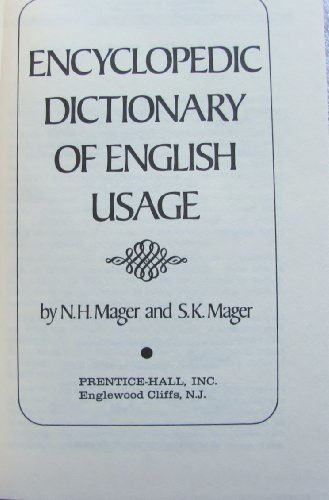 ENCYCLOPEDIC
DICTIONARY
OF ENGLISH
USAGE
by N.H. Mager and S.K. Mager
PRENTICE-HALL, INC.
Englewood Cliffs, N.J.